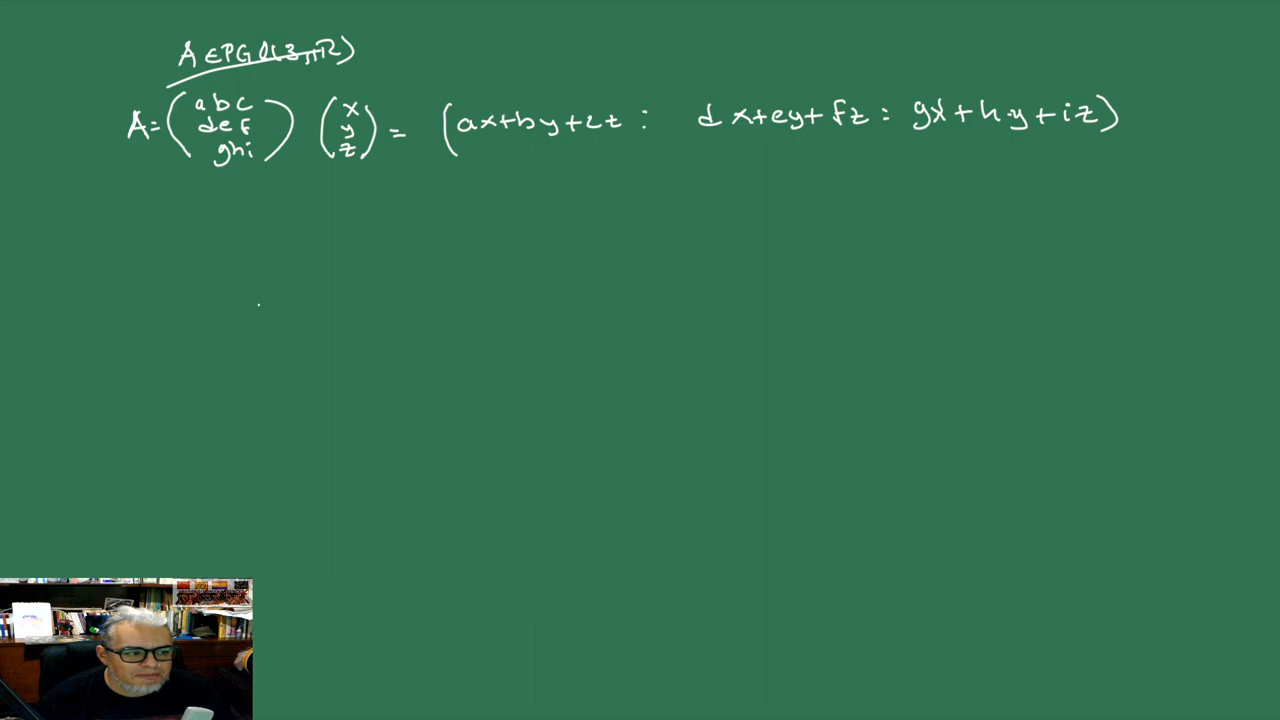 A ∈ PGl(3, ℝ)
A = (a b c
d e f
g h i) (x
y
z) = (ax+by+cz : dx+ey+fz : gx+hy+iz)